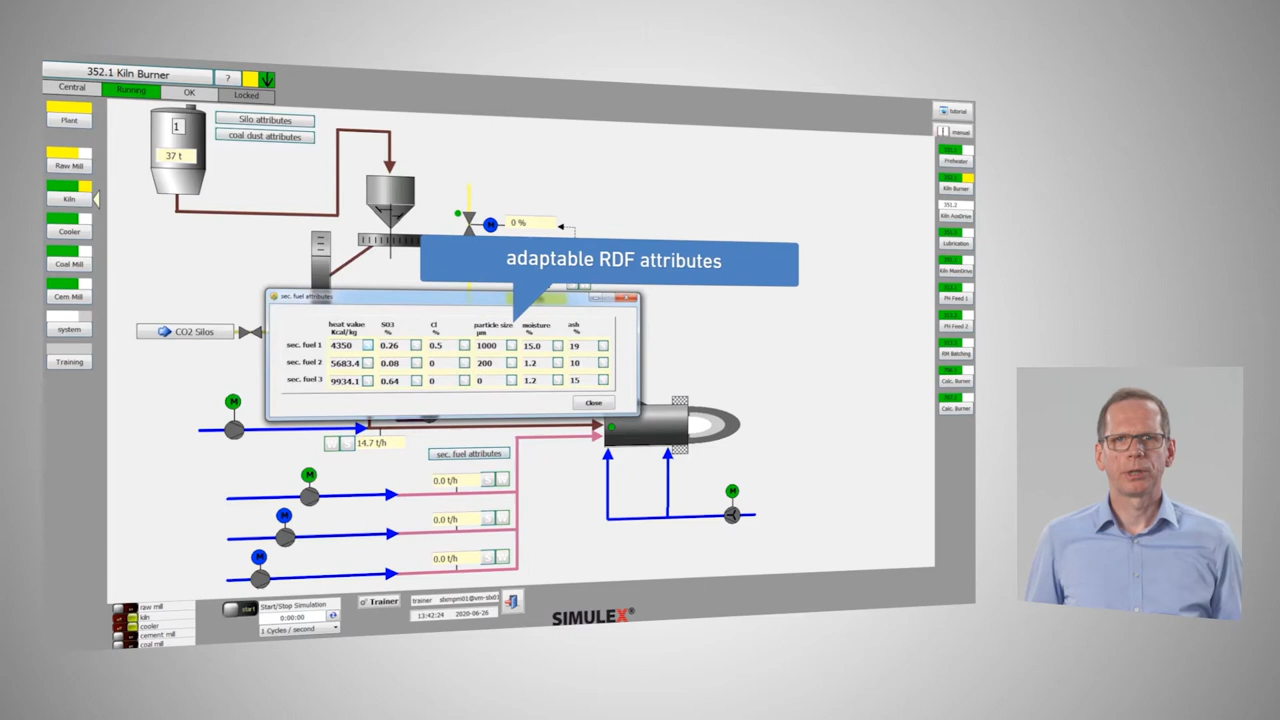 352.1 Kiln Burner
?
Central
Running
OK
Locked
Plant
Raw Mill
Kiln
Cooler
Coal Mill
Cem Mill
system
Training
1
37 t
Silo attributes
coal dust attributes
0 %
M
adaptable RDF attributes
sec. fuel attributes
heat value SO3 Cl particle size moisture ash
Kcal/kg % % µm % %
sec. fuel 1 4350 0.26 0.5 1000 15.0 19
sec. fuel 2 5683.4 0.08 0 200 1.2 10
sec. fuel 3 9934.1 0.64 0 0 1.2 15
Close
CO2 Silos
M
14.7 t/h
sec. fuel attributes
M
0.0 t/h
M
0.0 t/h
M
0.0 t/h
M
tutorial
manual
Preheater
Kiln Burner
351.2
Kiln AuxDrive
Lubrication
Kiln MainDrive
PH Feed 1
PH Feed 2
RM Batching
Calc. Burner
Calc. Burner
raw mill
kiln
cooler
cement mill
coal mill
start
Start/Stop Simulation
0:00:00
1 Cycles / second
Trainer
trainer slxmpm01@vm-slx01
13:42:24 2020-06-26
SIMULEX®